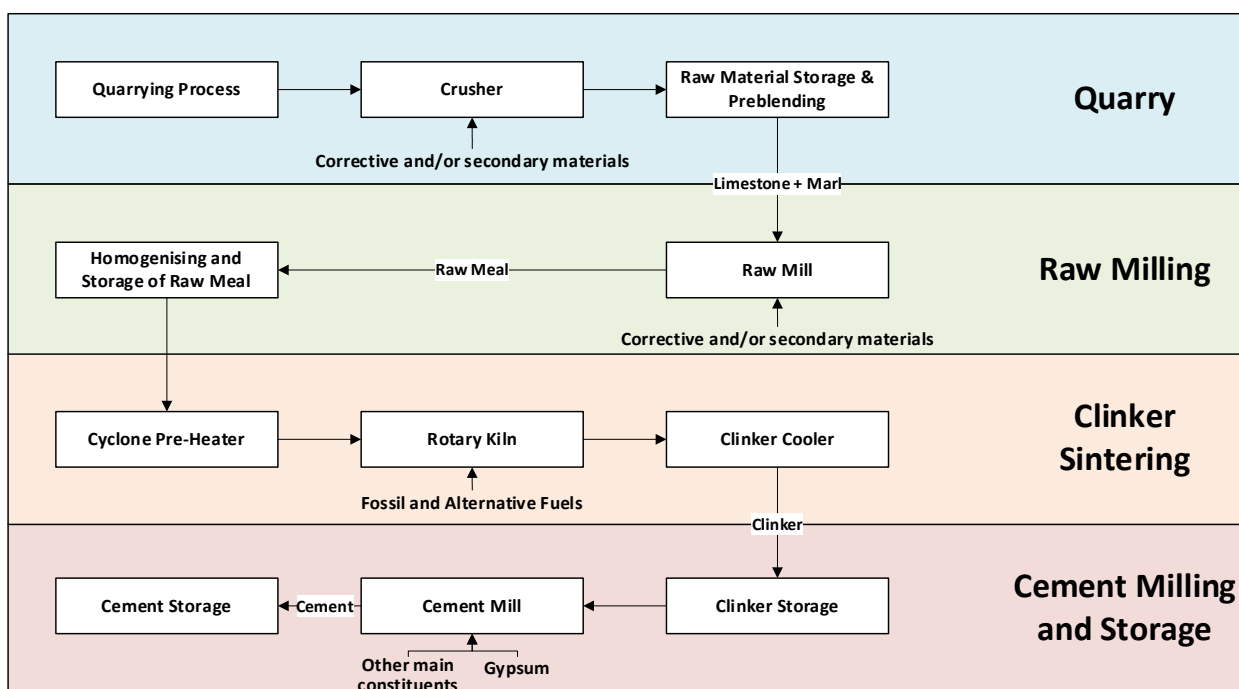 Quarrying Process
Crusher
Raw Material Storage &
Preblending
Quarry
Corrective and/or secondary materials
Limestone + Marl
Homogenising and
Storage of Raw Meal
Raw Meal
Raw Mill
Raw Milling
Corrective and/or secondary materials
Cyclone Pre-Heater
Rotary Kiln
Clinker Cooler
Clinker
Sintering
Fossil and Alternative Fuels
Clinker
Cement Storage
Cement
Cement Mill
Clinker Storage
Cement Milling
and Storage
Other main
constituents
Gypsum